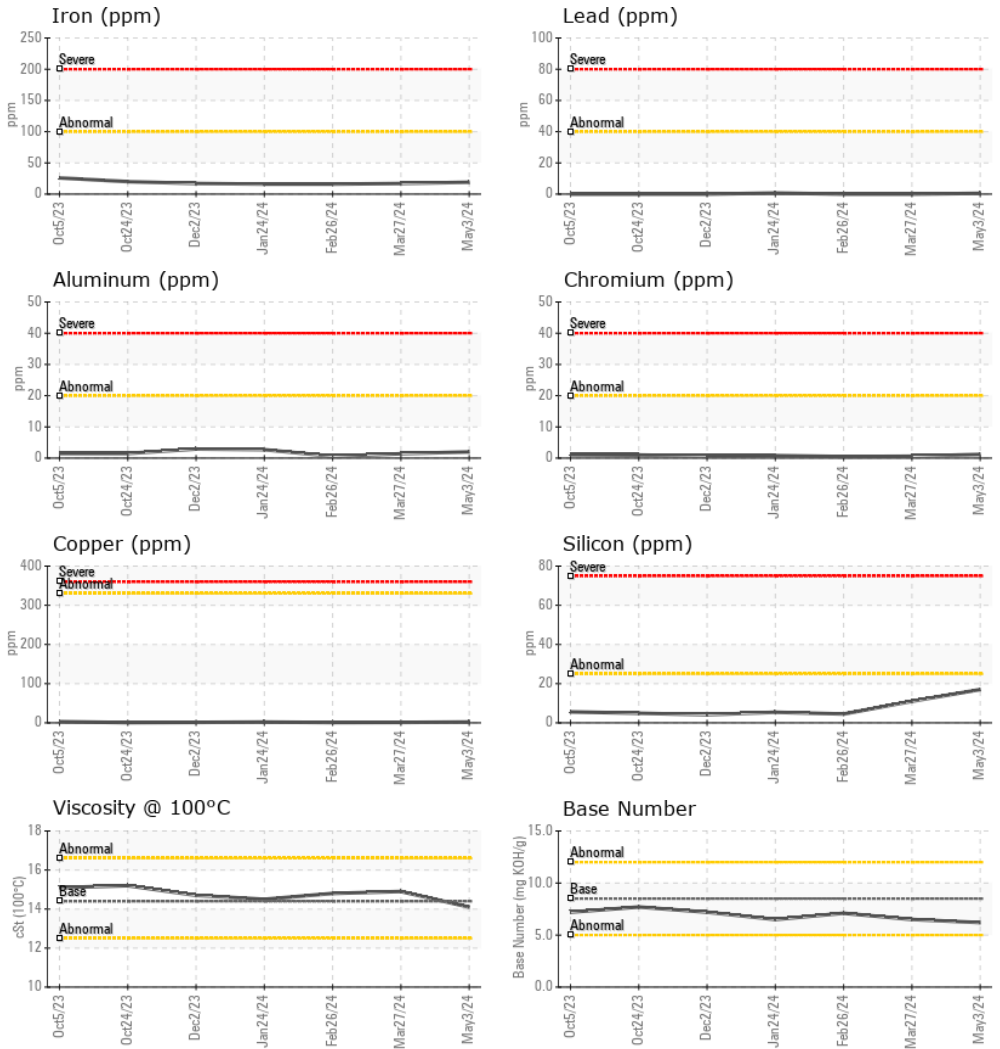 Iron (ppm)
250
200
150
100
50
0
ppm
Severe
Abnormal
Oct5/23
Oct24/23
Dec2/23
Jan24/24
Feb26/24
Mar27/24
May3/24
Lead (ppm)
100
80
60
40
20
0
ppm
Severe
Abnormal
Oct5/23
Oct24/23
Dec2/23
Jan24/24
Feb26/24
Mar27/24
May3/24
Aluminum (ppm)
50
40
30
20
10
0
ppm
Severe
Abnormal
Oct5/23
Oct24/23
Dec2/23
Jan24/24
Feb26/24
Mar27/24
May3/24
Chromium (ppm)
50
40
30
20
10
0
ppm
Severe
Abnormal
Oct5/23
Oct24/23
Dec2/23
Jan24/24
Feb26/24
Mar27/24
May3/24
Copper (ppm)
400
300
200
100
0
ppm
Severe
Abnormal
Oct5/23
Oct24/23
Dec2/23
Jan24/24
Feb26/24
Mar27/24
May3/24
Silicon (ppm)
80
60
40
20
0
ppm
Severe
Abnormal
Oct5/23
Oct24/23
Dec2/23
Jan24/24
Feb26/24
Mar27/24
May3/24
Viscosity @ 100°C
18
16
14
12
10
cSt (100°C)
Abnormal
Base
Abnormal
Oct5/23
Oct24/23
Dec2/23
Jan24/24
Feb26/24
Mar27/24
May3/24
Base Number
15.0
10.0
5.0
0.0
Base Number (mg KOH/g)
Abnormal
Base
Abnormal
Oct5/23
Oct24/23
Dec2/23
Jan24/24
Feb26/24
Mar27/24
May3/24